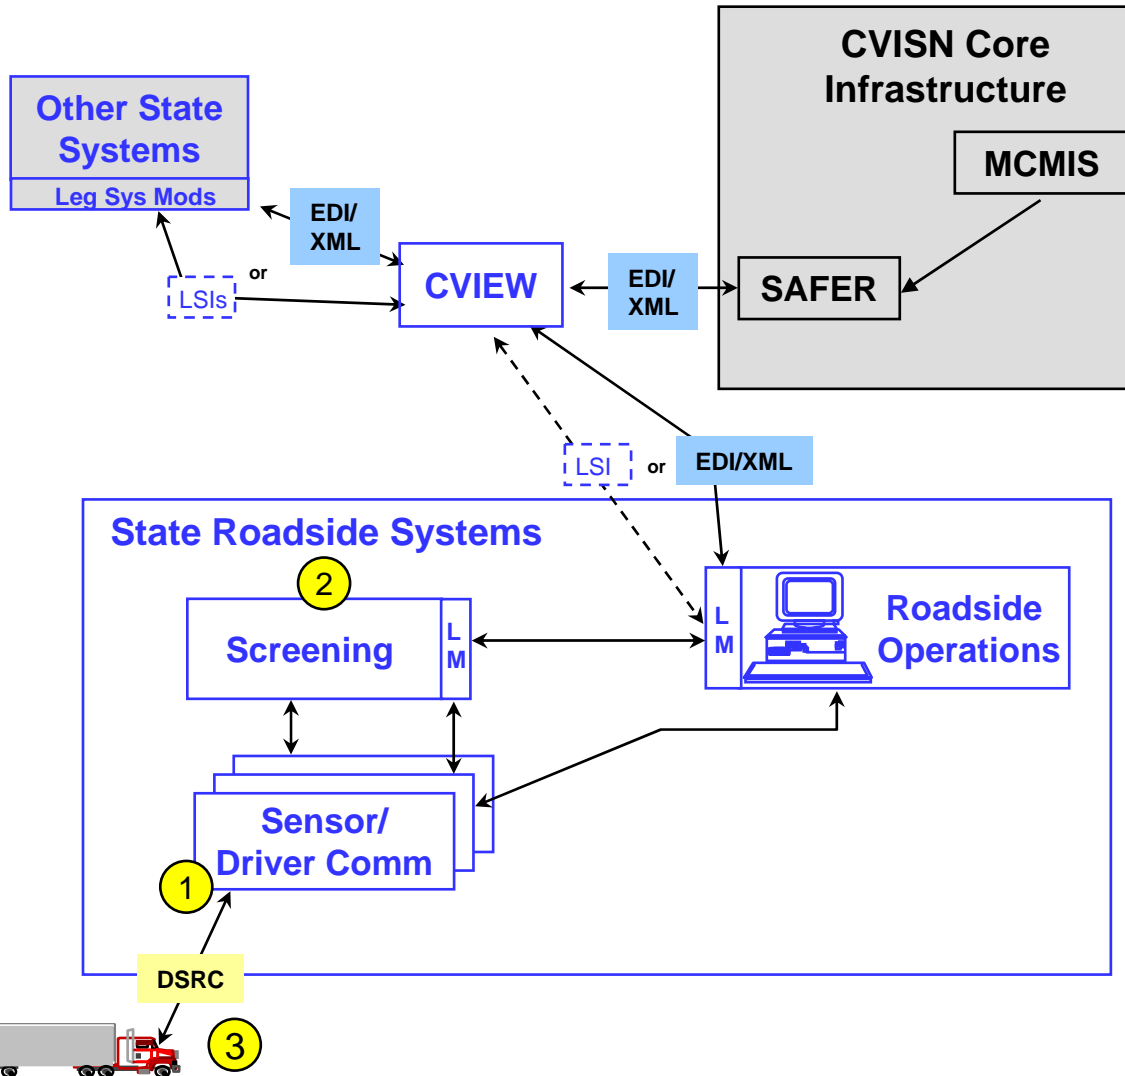 CVISN Core
Infrastructure
Other State
Systems
Leg Sys Mods
MCMIS
EDI/
XML
CVIEW
EDI/
XML
SAFER
or
LSIs
LSI
or
EDI/XML
State Roadside Systems
2
Screening
L
M
L
M
Roadside
Operations
Sensor/
Driver Comm
1
DSRC
3